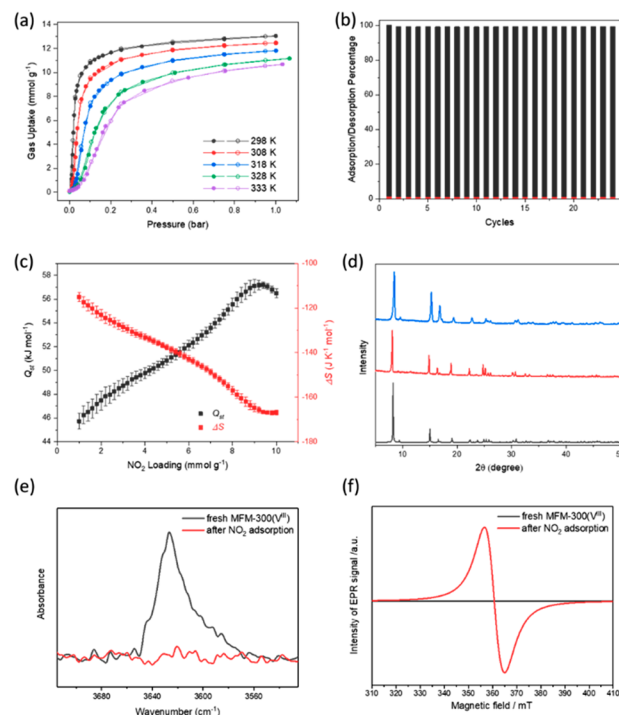 (a)
Gas Uptake (mmol g⁻¹)
14
12
10
8
6
4
2
0
298 K
308 K
318 K
328 K
333 K
0.0 0.2 0.4 0.6 0.8 1.0
Pressure (bar)
(b)
Adsorption/Desorption Percentage
100
80
60
40
20
0
0 5 10 15 20
Cycles
(c)
Qst (kJ mol⁻¹)
58
56
54
52
50
48
46
44
-100
-120
-140
-160
-180
ΔS (J K⁻¹ mol⁻¹)
Qst
ΔS
0 2 4 6 8 10
NO₂ Loading (mmol g⁻¹)
(d)
Intensity
10 20 30 40 50
2θ (degree)
(e)
fresh MFM-300(Vᴵᴵᴵ)
after NO₂ adsorption
Absorbance
3680 3640 3600 3560
Wavenumber (cm⁻¹)
(f)
fresh MFM-300(Vᴵᴵᴵ)
after NO₂ adsorption
Intensity of EPR signal /a.u.
310 320 330 340 350 360 370 380 390 400 410
Magnetic field / mT